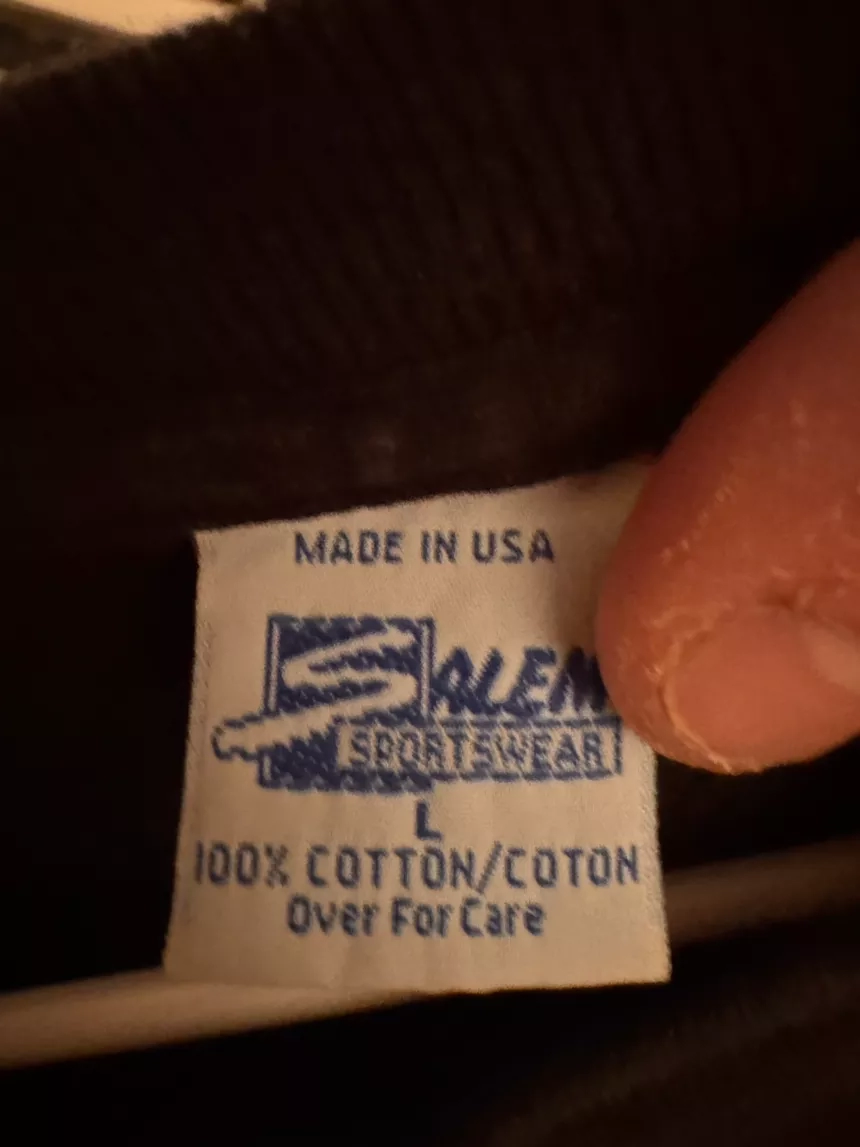 MADE IN USA
SALEM
SPORTSWEAR
L
100% COTTON/COTON
Over For Care